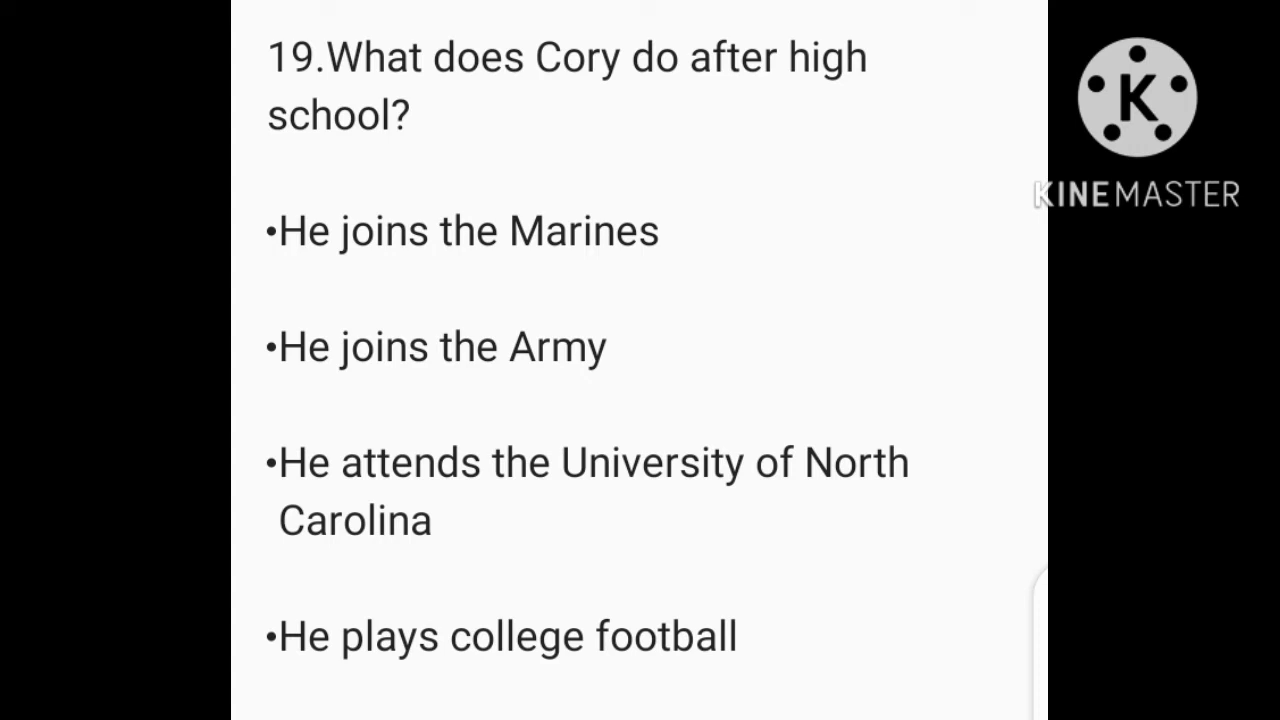 19.What does Cory do after high
school?
•He joins the Marines
•He joins the Army
•He attends the University of North
Carolina
•He plays college football
K
KINEMASTER